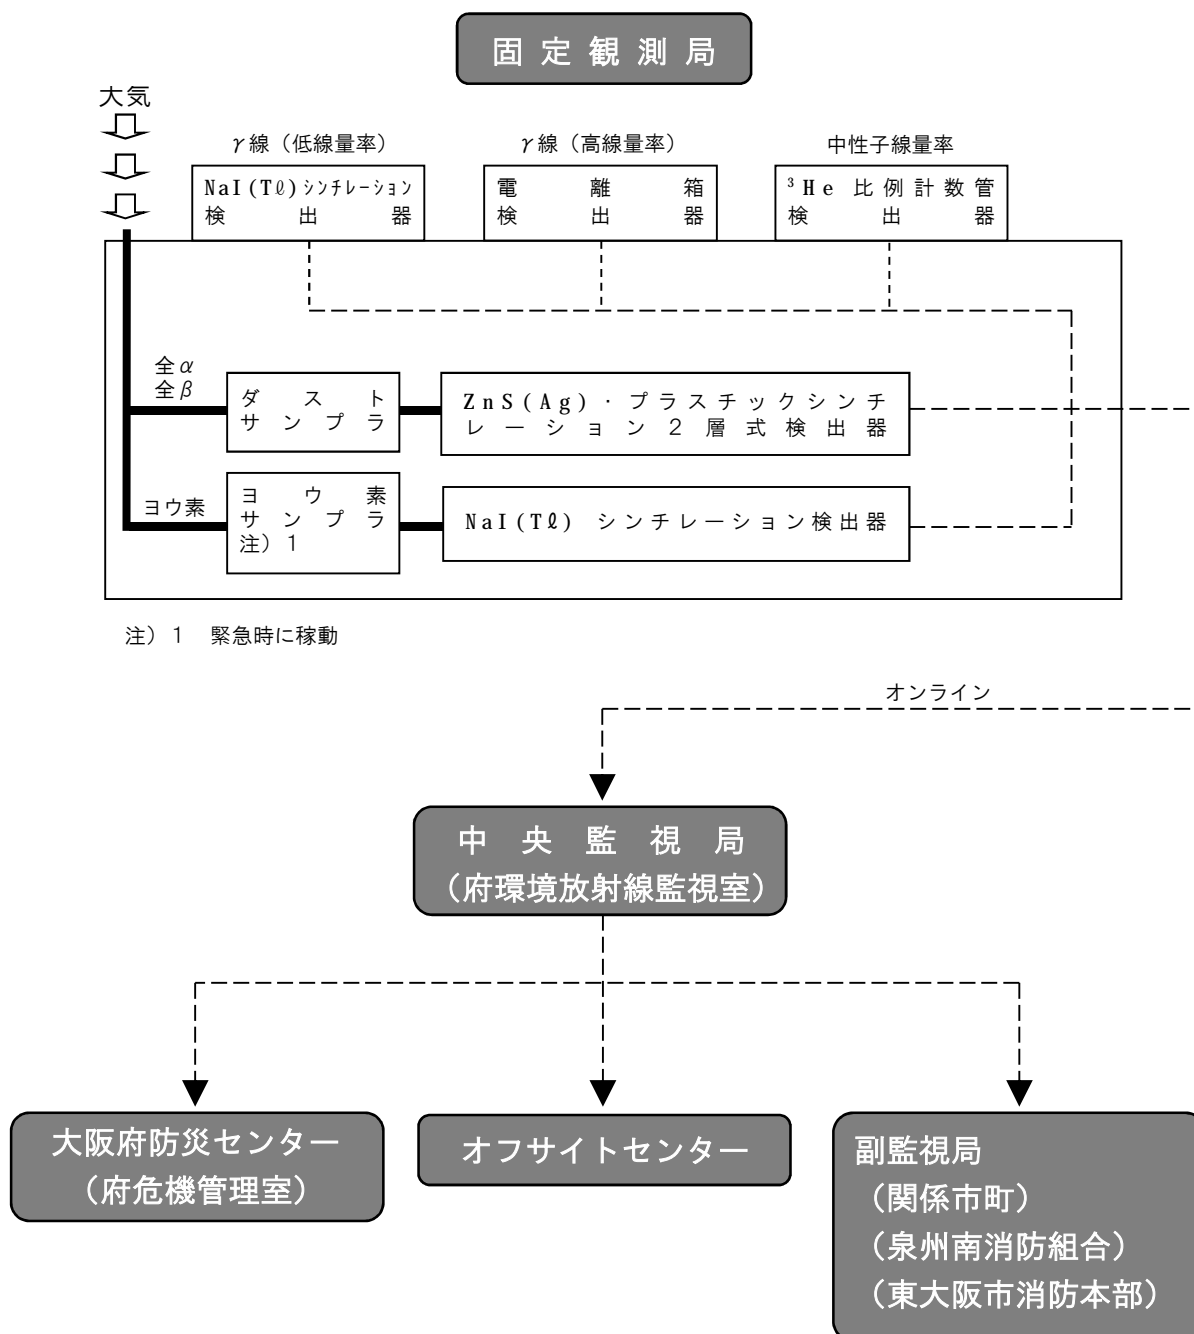 固定観測局
大気
γ線（低線量率）
NaI(Tℓ)シンチレーション
検出器
γ線（高線量率）
電離箱
検出器
中性子線量率
³He 比例計数管
検出器
全α
全β
ダスト
サンプラ
ZnS(Ag)・プラスチックシンチ
レーション２層式検出器
ヨウ素
ヨウ素
サンプラ
注）１
NaI(Tℓ) シンチレーション検出器
注）１　緊急時に稼動
オンライン
中央監視局
（府環境放射線監視室）
大阪府防災センター
（府危機管理室）
オフサイトセンター
副監視局
（関係市町）
（泉州南消防組合）
（東大阪市消防本部）